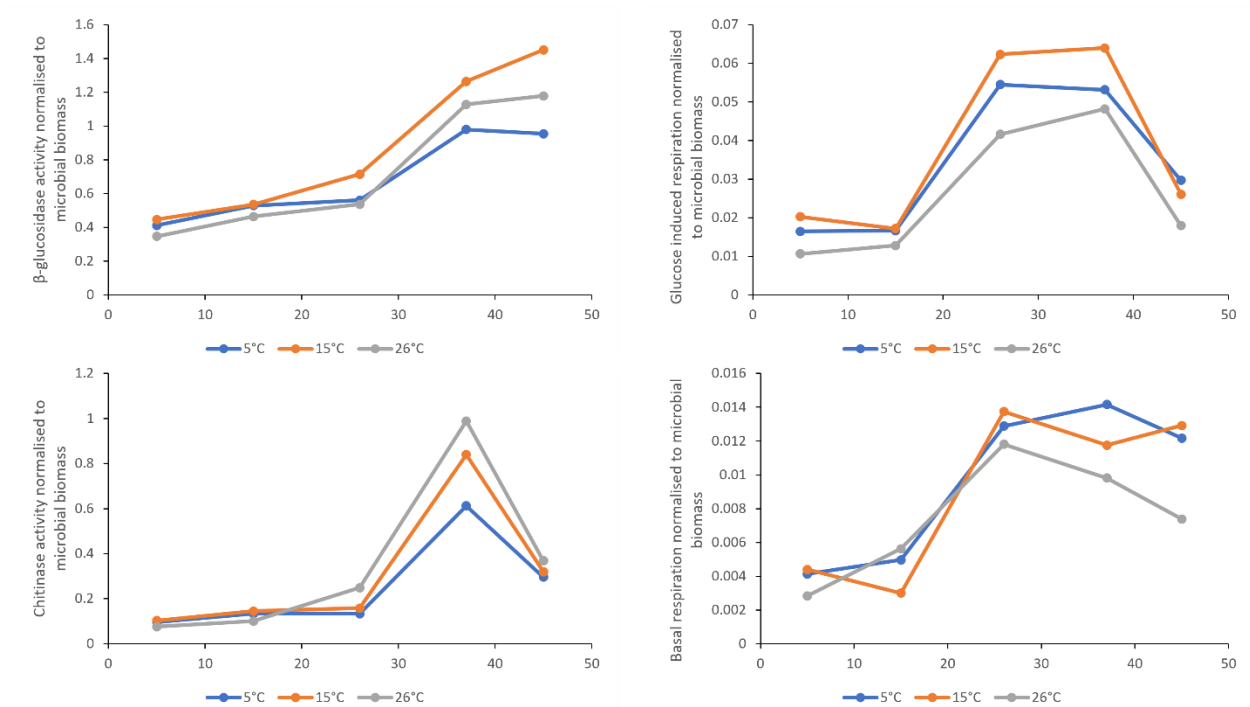 β-glucosidase activity normalised to
microbial biomass
1.6
1.4
1.2
1
0.8
0.6
0.4
0.2
0
0 10 20 30 40 50
5°C 15°C 26°C
Glucose induced respiration normalised
to microbial biomass
0.07
0.06
0.05
0.04
0.03
0.02
0.01
0
0 10 20 30 40 50
5°C 15°C 26°C
Chitinase activity normalised to
microbial biomass
1.2
1
0.8
0.6
0.4
0.2
0
0 10 20 30 40 50
5°C 15°C 26°C
Basal respiration normalised to microbial
biomass
0.016
0.014
0.012
0.01
0.008
0.006
0.004
0.002
0
0 10 20 30 40 50
5°C 15°C 26°C